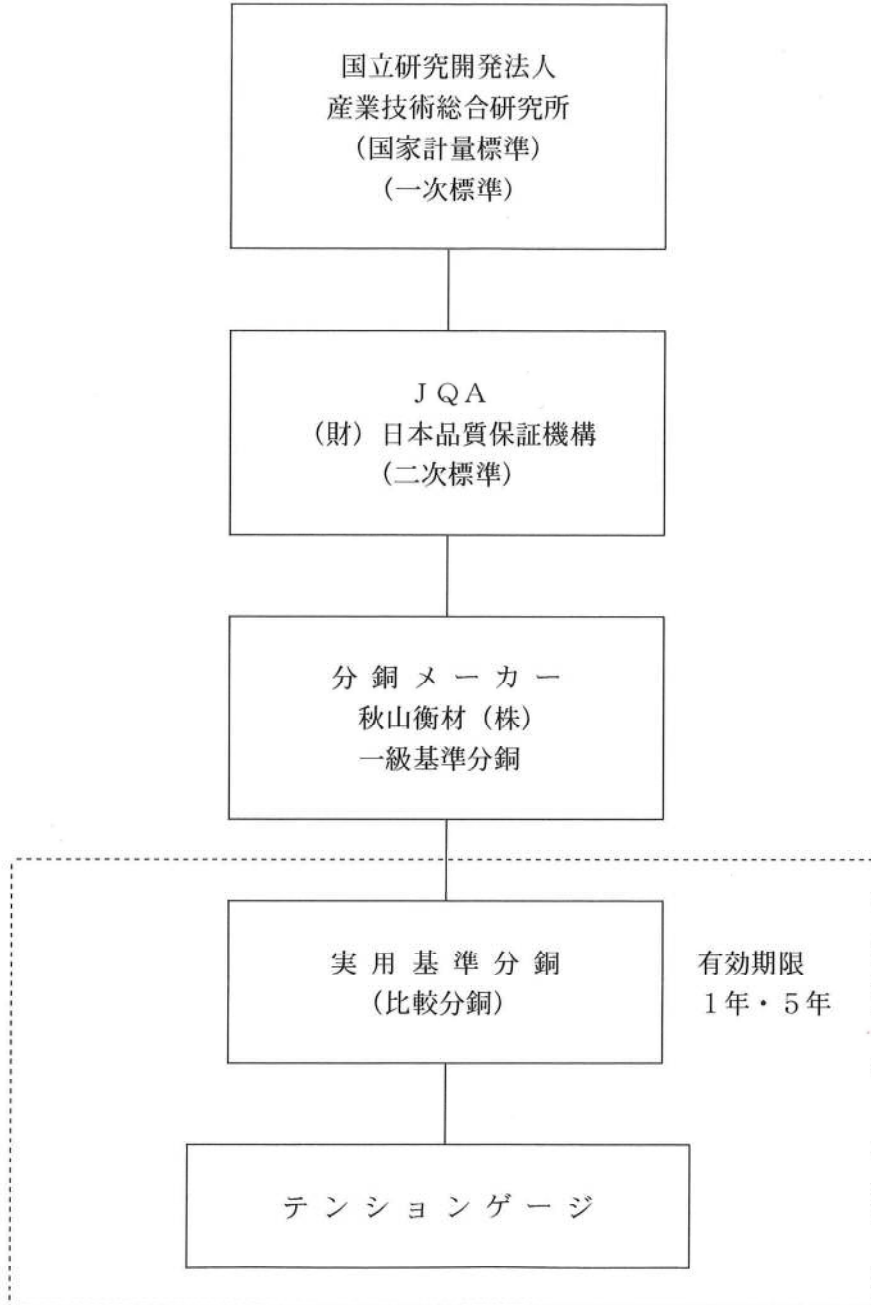 国立研究開発法人
産業技術総合研究所
(国家計量標準)
(一次標準)
ＪＱＡ
(財) 日本品質保証機構
(二次標準)
分 銅 メ ー カ ー
秋山衡材 (株)
一級基準分銅
実 用 基 準 分 銅
(比較分銅)
有効期限
１年・５年
テ ン シ ョ ン ゲ ー ジ